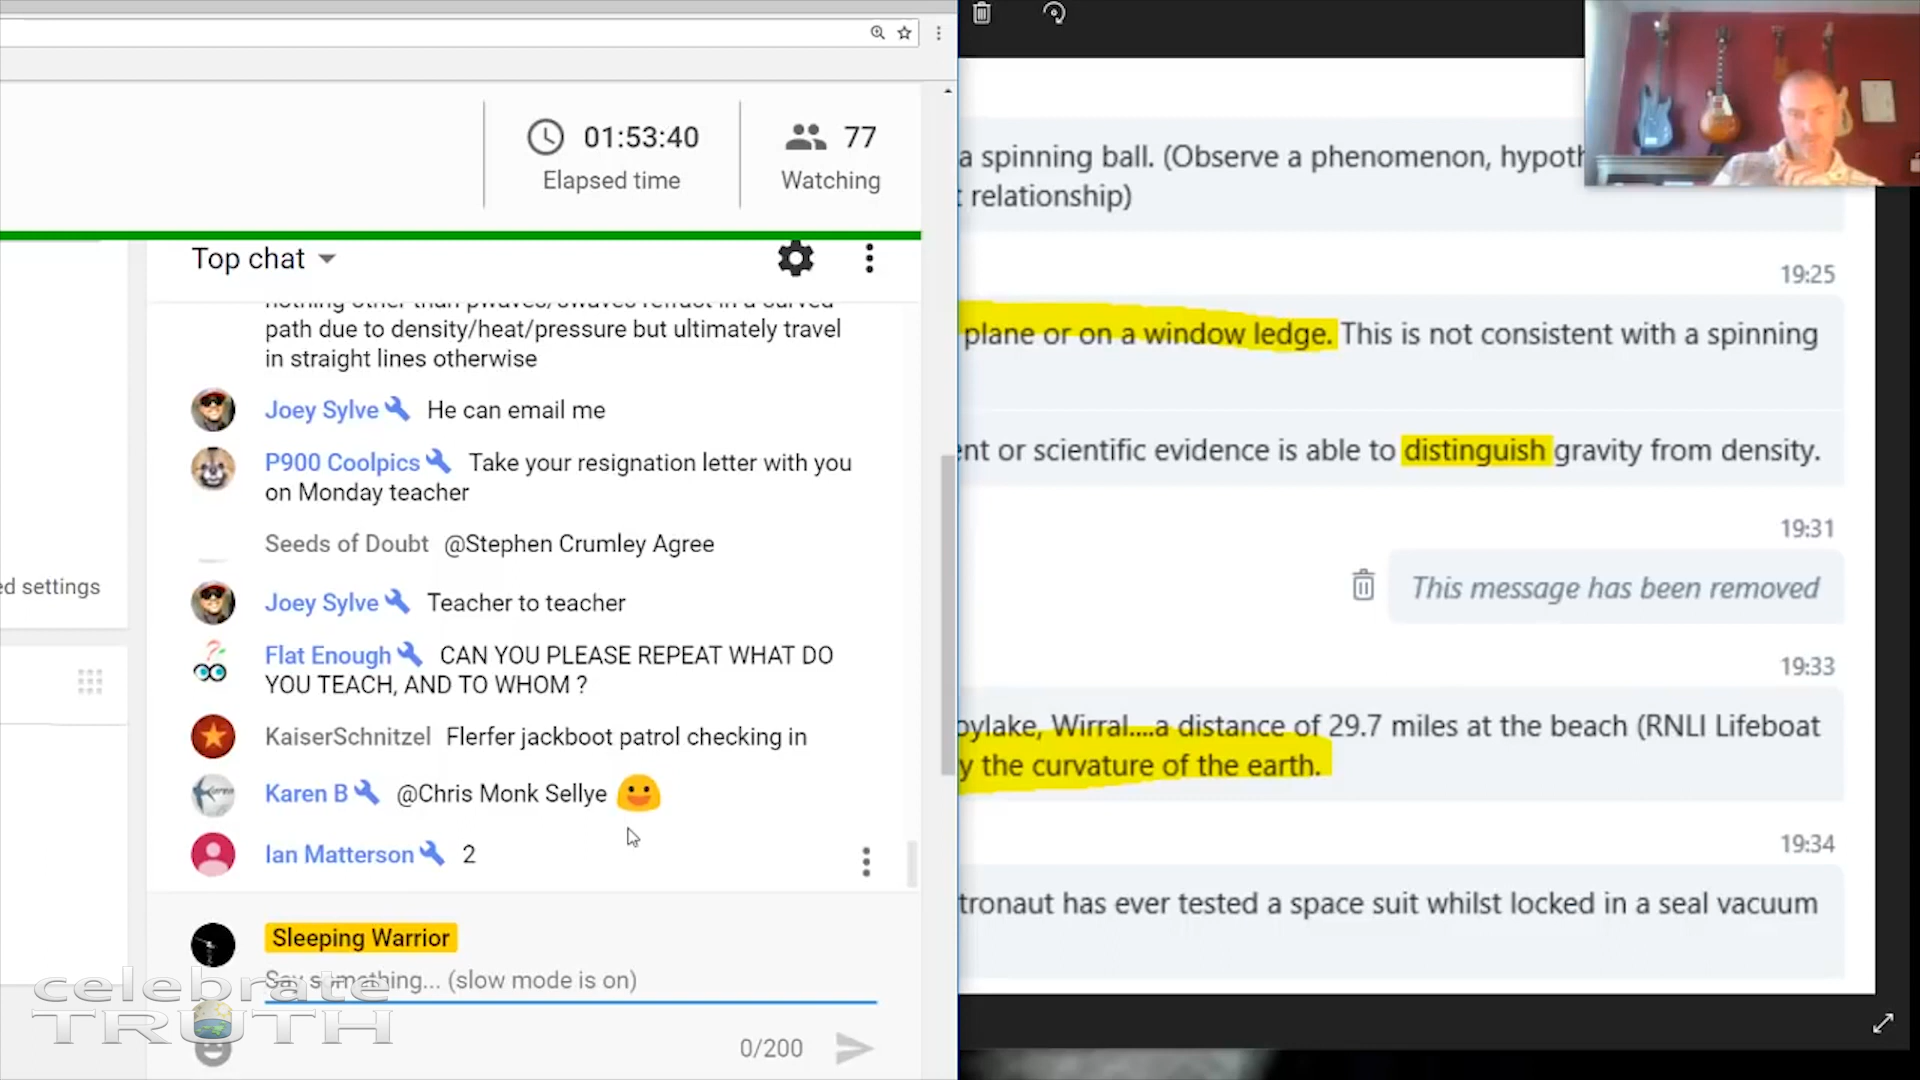 01:53:40
Elapsed time
77
Watching
Top chat
path due to density/heat/pressure but ultimately travel
in straight lines otherwise
Joey Sylve He can email me
P900 Coolpics Take your resignation letter with you
on Monday teacher
Seeds of Doubt @Stephen Crumley Agree
Joey Sylve Teacher to teacher
Flat Enough CAN YOU PLEASE REPEAT WHAT DO
YOU TEACH, AND TO WHOM ?
KaiserSchnitzel Flerfer jackboot patrol checking in
Karen B @Chris Monk Sellye
Ian Matterson 2
Sleeping Warrior
Say something... (slow mode is on)
0/200
ed settings
celebrate
TRUTH
a spinning ball. (Observe a phenomenon, hypoth
relationship)
19:25
plane or on a window ledge. This is not consistent with a spinning
nt or scientific evidence is able to distinguish gravity from density.
19:31
This message has been removed
19:33
oylake, Wirral....a distance of 29.7 miles at the beach (RNLI Lifeboat
y the curvature of the earth.
19:34
tronaut has ever tested a space suit whilst locked in a seal vacuum